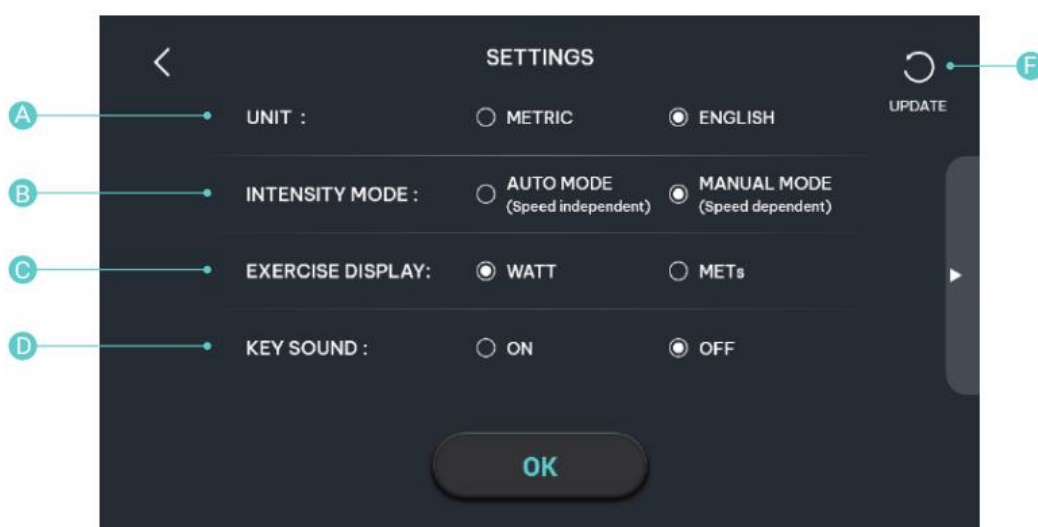 SETTINGS
F
UPDATE
A UNIT : METRIC ENGLISH
B INTENSITY MODE : AUTO MODE MANUAL MODE
(Speed independent) (Speed dependent)
C EXERCISE DISPLAY: WATT METs
D KEY SOUND : ON OFF
OK